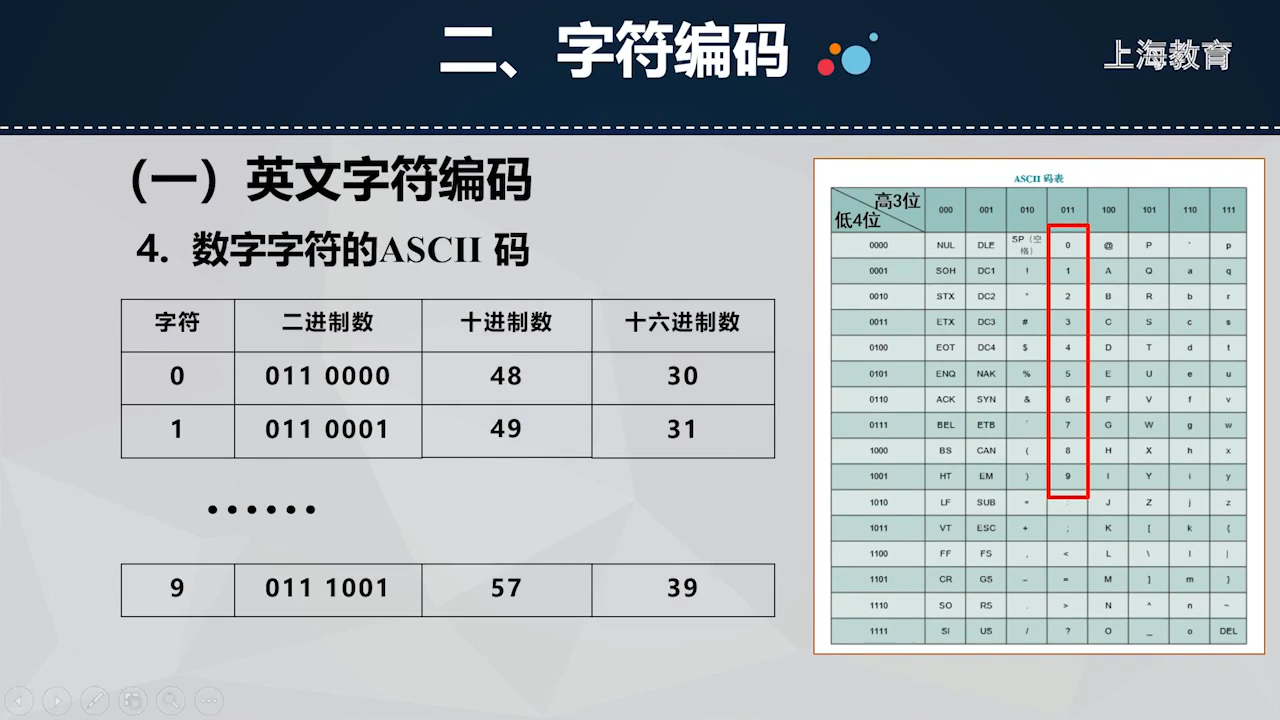 二、字符编码
上海教育
（一）英文字符编码
4. 数字字符的ASCII 码
字符 二进制数 十进制数 十六进制数
0 011 0000 48 30
1 011 0001 49 31
······
9 011 1001 57 39
ASCII 码表
高3位
低4位 000 001 010 011 100 101 110 111
0000 NUL DLE SP（空格） 0 @ P ` p
0001 SOH DC1 ! 1 A Q a q
0010 STX DC2 " 2 B R b r
0011 ETX DC3 # 3 C S c s
0100 EOT DC4 $ 4 D T d t
0101 ENQ NAK % 5 E U e u
0110 ACK SYN & 6 F V f v
0111 BEL ETB ' 7 G W g w
1000 BS CAN ( 8 H X h x
1001 HT EM ) 9 I Y i y
1010 LF SUB * : J Z j z
1011 VT ESC + ; K [ k {
1100 FF FS , < L \ l |
1101 CR GS - = M ] m }
1110 SO RS . > N ^ n ~
1111 SI US / ? O _ o DEL